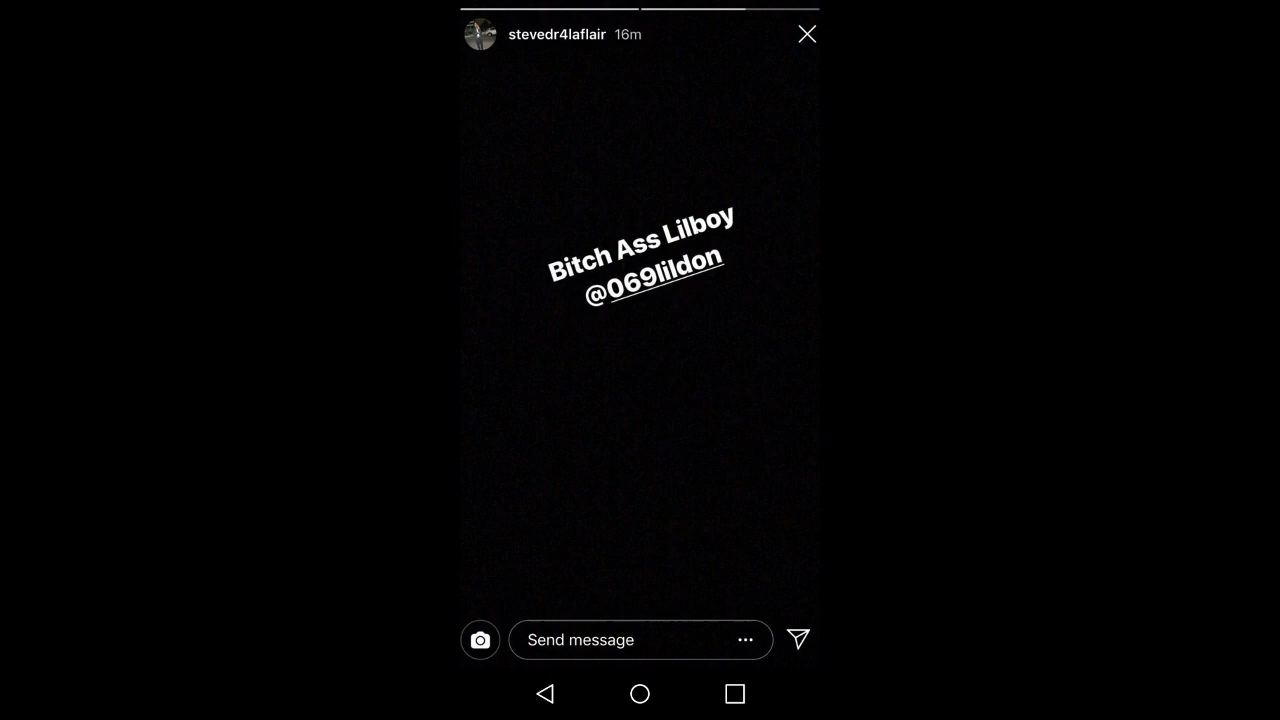 stevedr4laflair 16m
Bitch Ass Lilboy
@069lildon
Send message